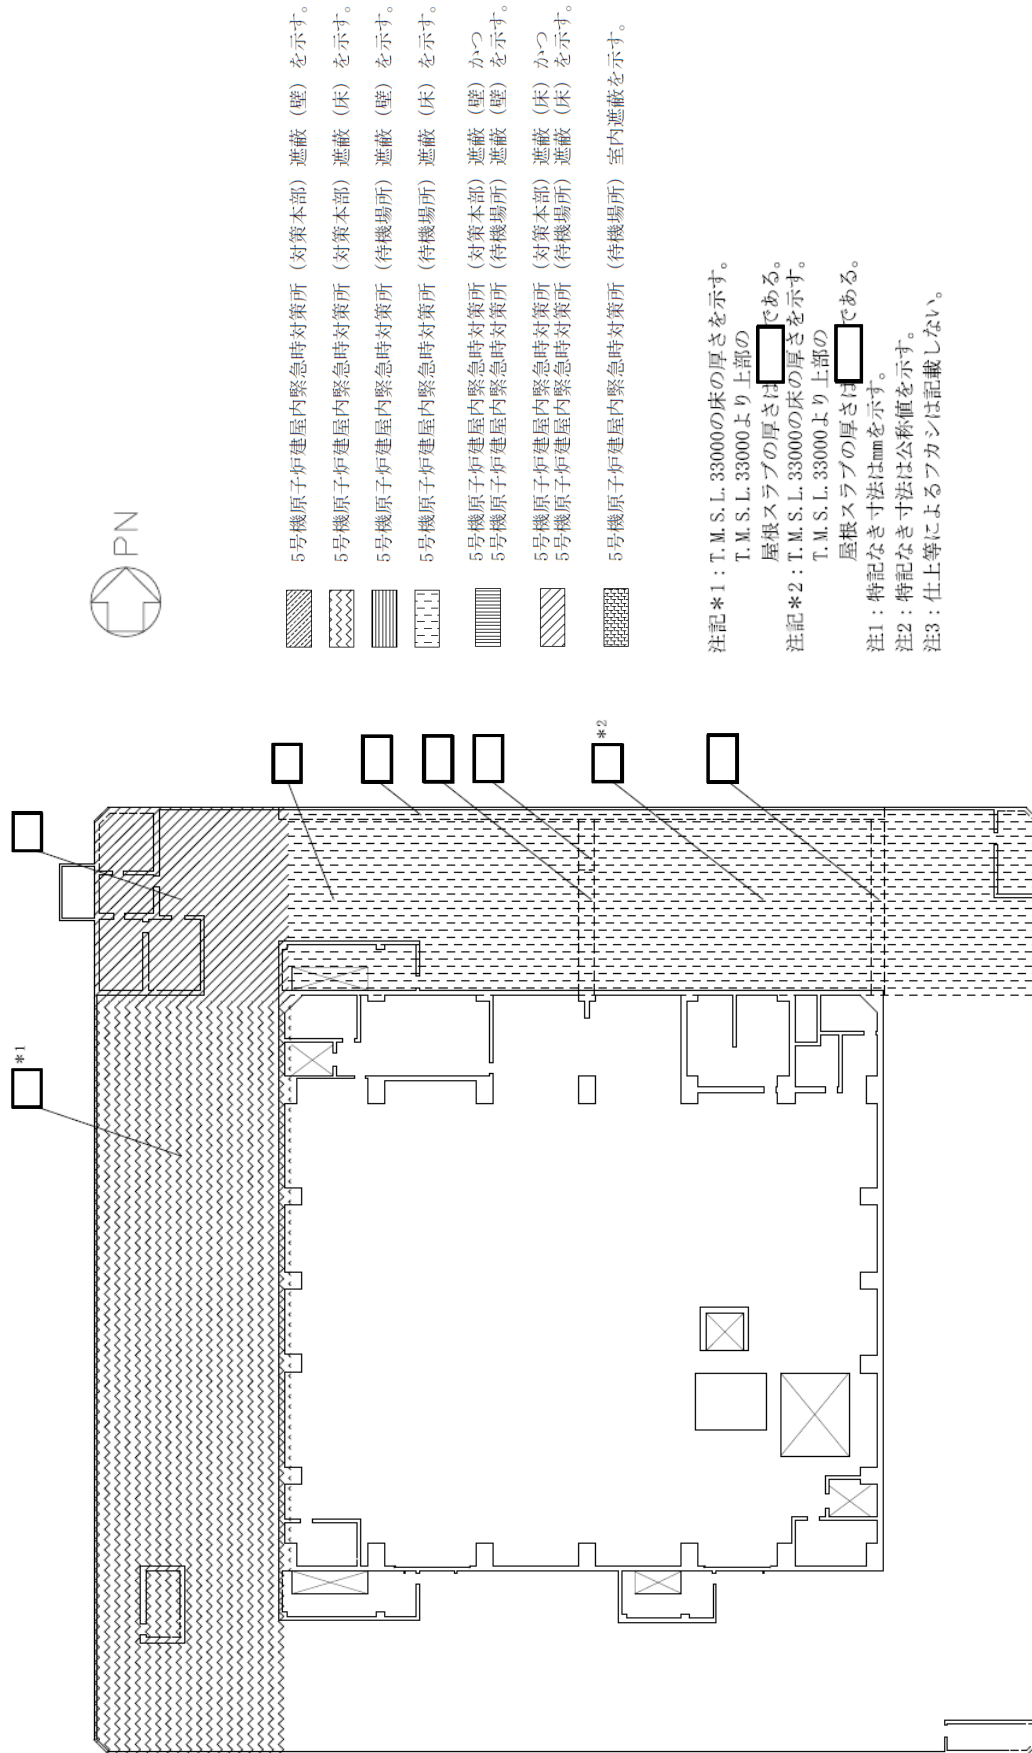 PN
5号機原子炉建屋内緊急時対策所（対策本部）遮蔽（壁）を示す。
5号機原子炉建屋内緊急時対策所（対策本部）遮蔽（床）を示す。
5号機原子炉建屋内緊急時対策所（待機場所）遮蔽（壁）を示す。
5号機原子炉建屋内緊急時対策所（待機場所）遮蔽（床）を示す。
5号機原子炉建屋内緊急時対策所（対策本部）遮蔽（壁）かつ
5号機原子炉建屋内緊急時対策所（待機場所）遮蔽（壁）を示す。
5号機原子炉建屋内緊急時対策所（対策本部）遮蔽（床）かつ
5号機原子炉建屋内緊急時対策所（待機場所）遮蔽（床）を示す。
5号機原子炉建屋内緊急時対策所（待機場所）室内遮蔽を示す。
注記*1：T.M.S.L.33000の床の厚さを示す。
T.M.S.L.33000より上部の
屋根スラブの厚さは である。
注記*2：T.M.S.L.33000の床の厚さを示す。
T.M.S.L.33000より上部の
屋根スラブの厚さは である。
注1：特記なき寸法はmmを示す。
注2：特記なき寸法は公称値を示す。
注3：仕上等によるフカシは記載しない。
*1
*2